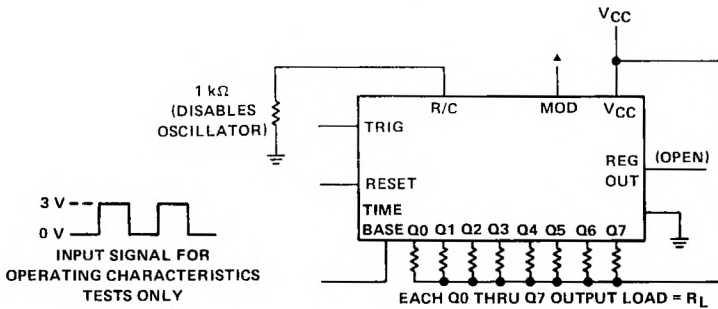 VCC
1 kΩ
(DISABLES
OSCILLATOR)
R/C
MOD
VCC
TRIG
REG
OUT
(OPEN)
RESET
TIME
BASE
Q0
Q1
Q2
Q3
Q4
Q5
Q6
Q7
3 V
0 V
INPUT SIGNAL FOR
OPERATING CHARACTERISTICS
TESTS ONLY
EACH Q0 THRU Q7 OUTPUT LOAD = RL